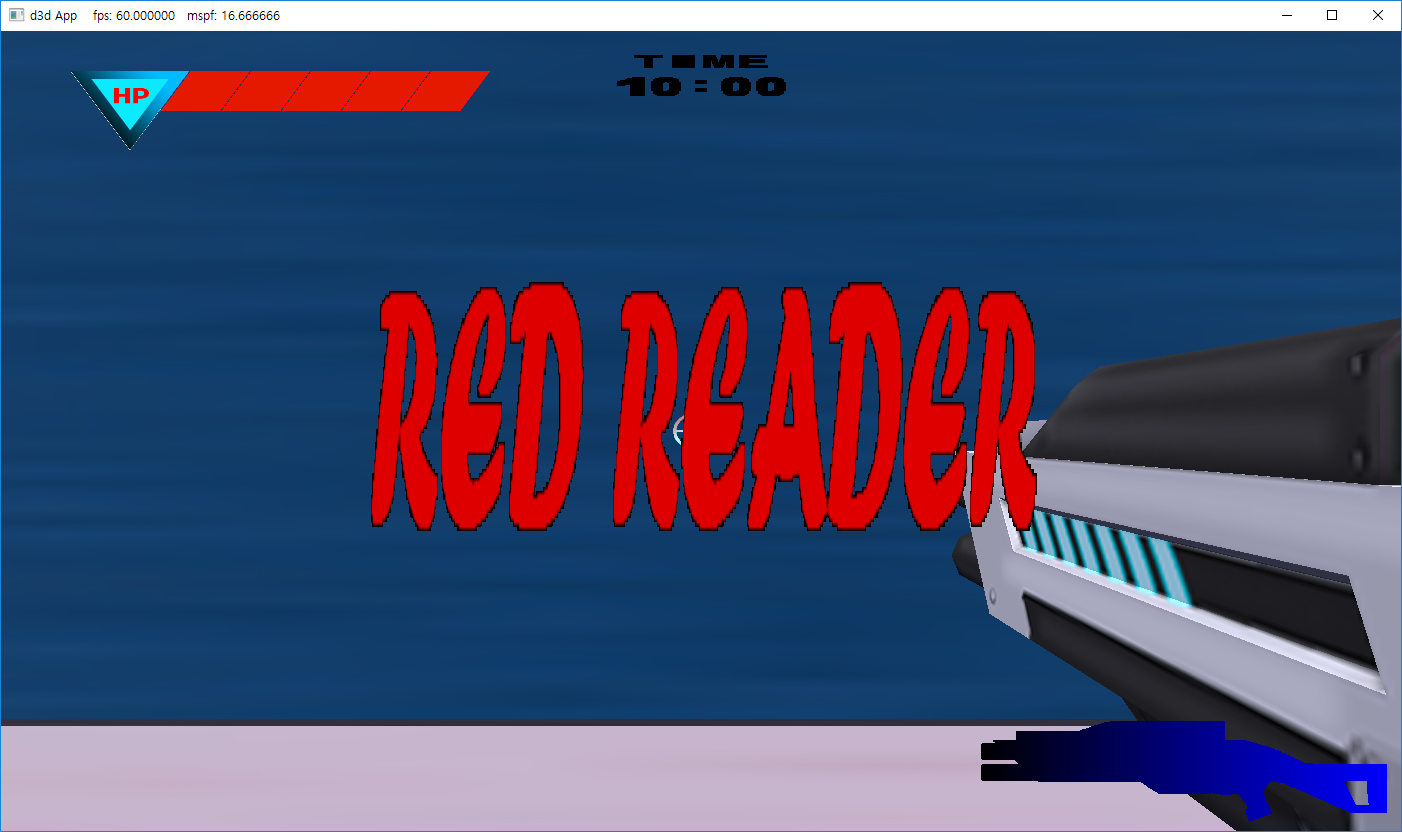 d3d App fps: 60.000000 mspf: 16.666666
TIME
10:00
HP
RED READER